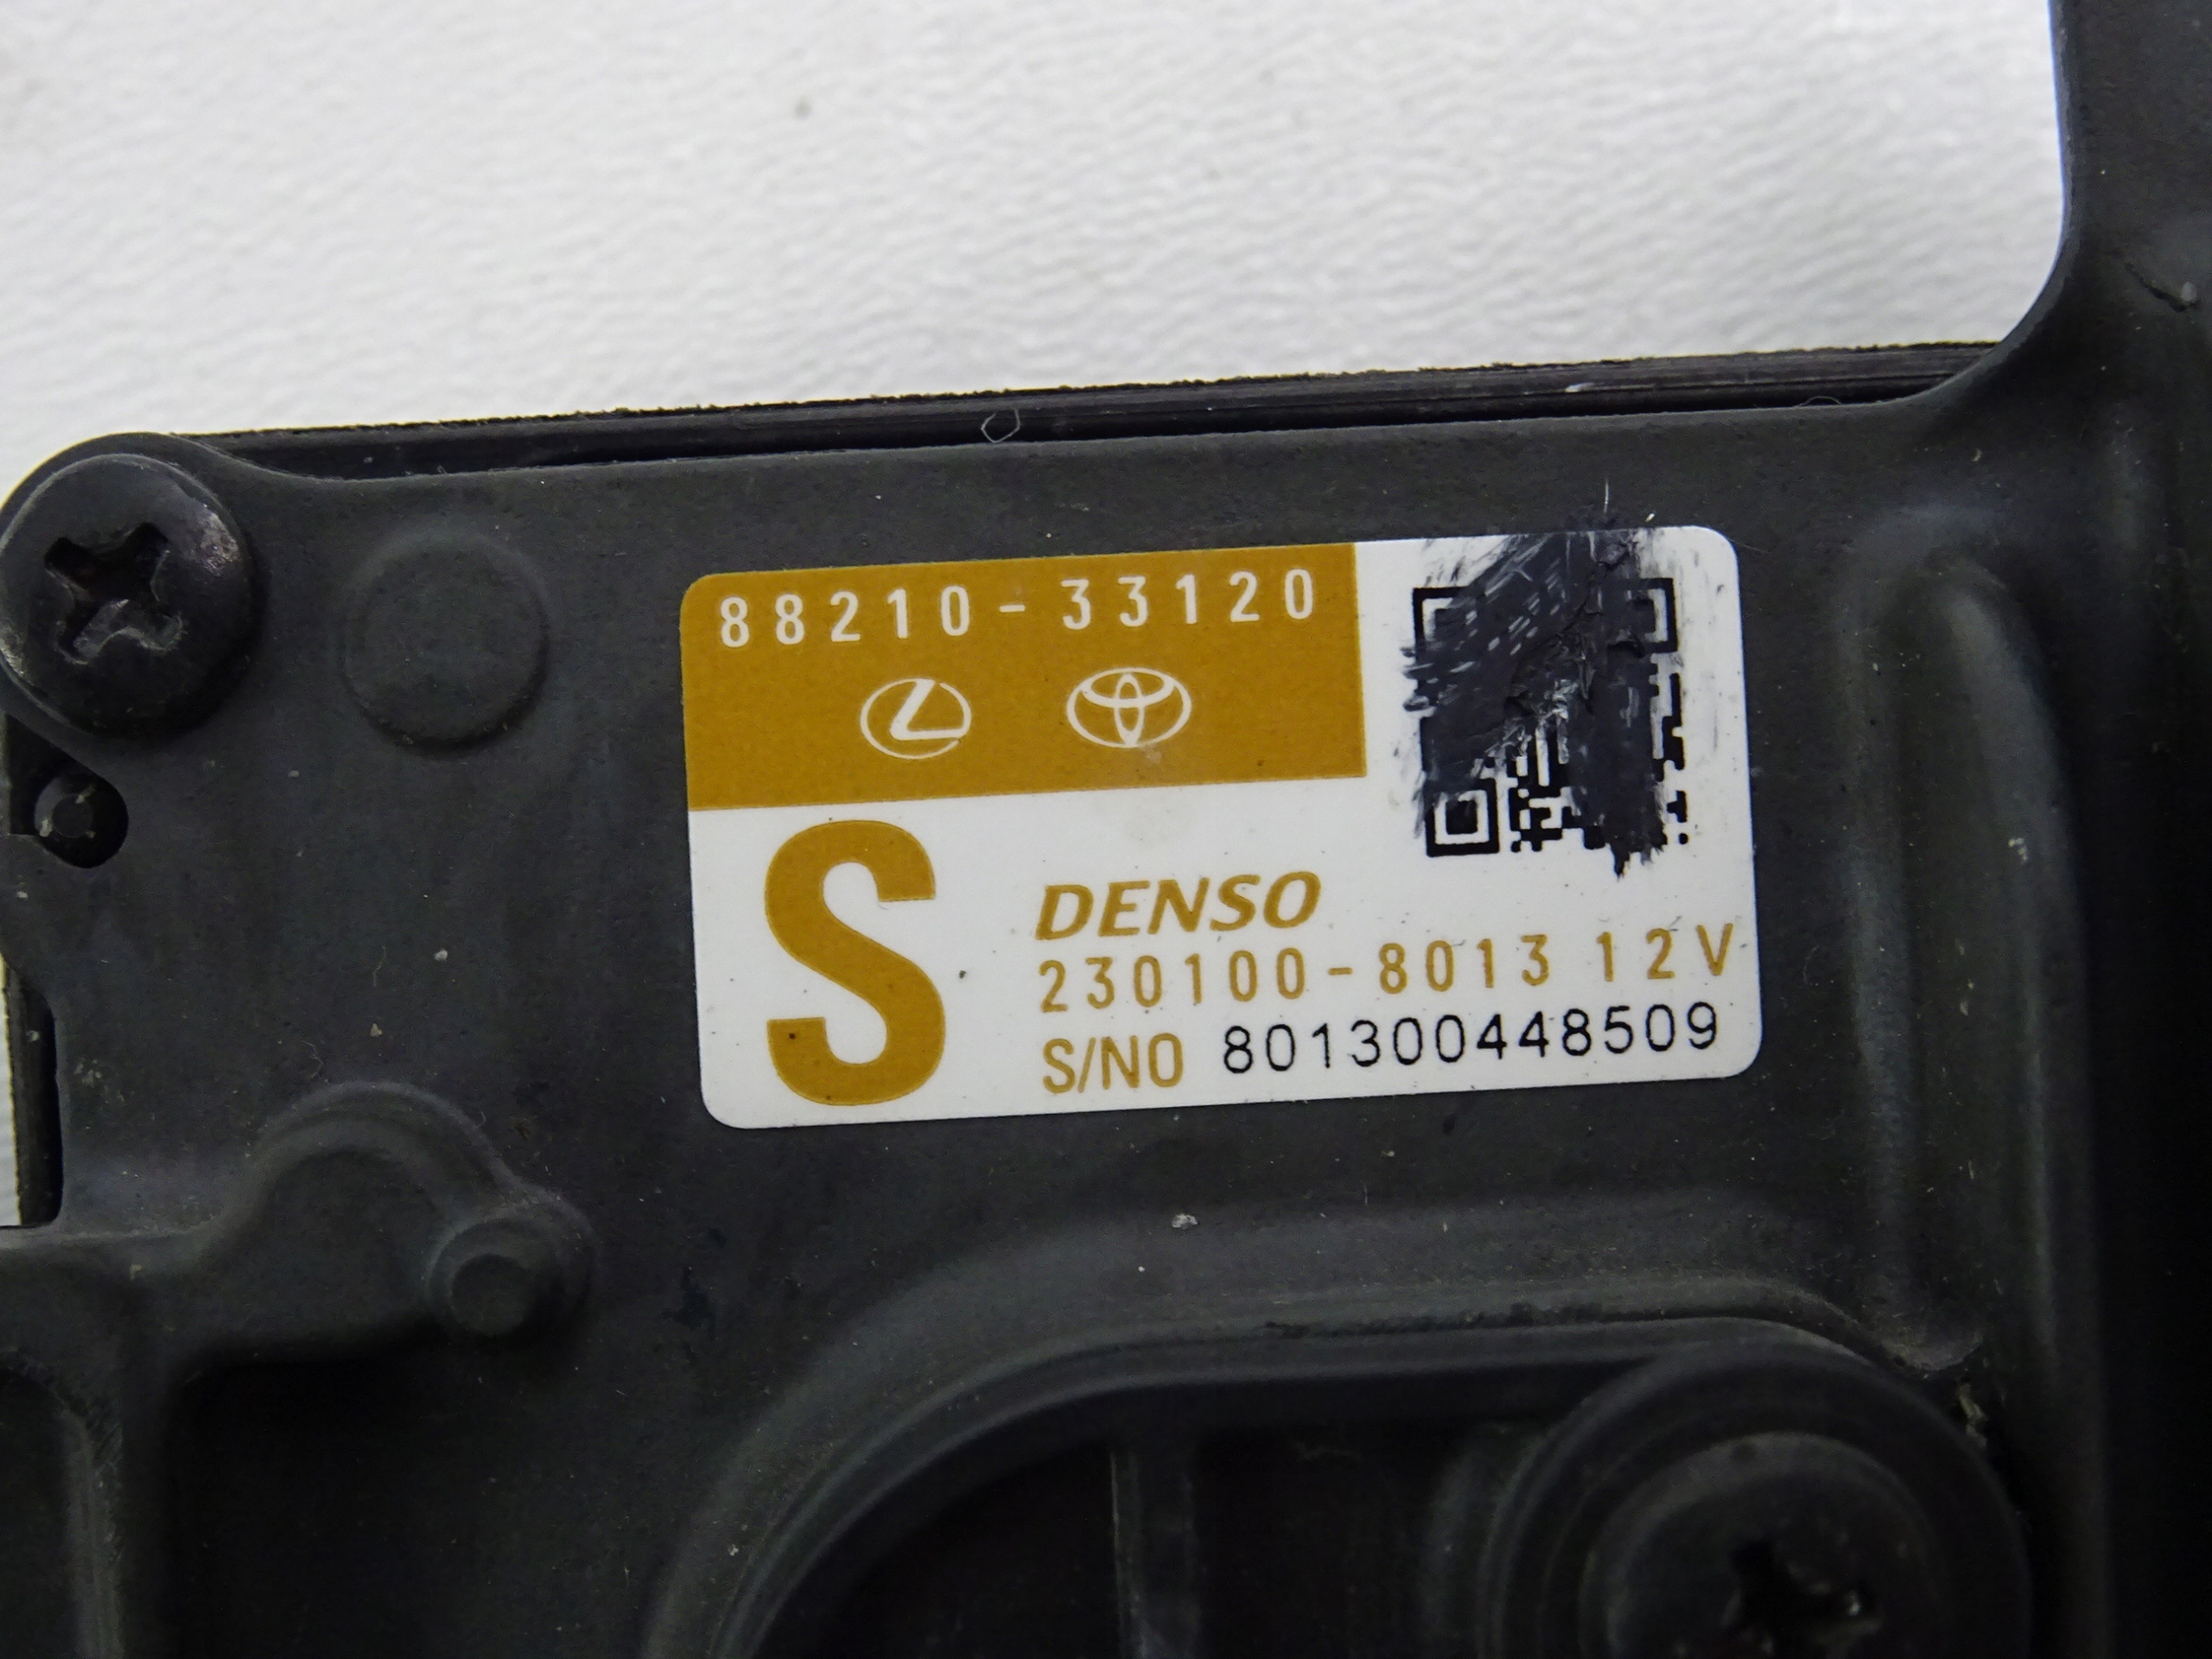 88210-33120
S
DENSO
230100-8013 12V
S/NO 801300448509